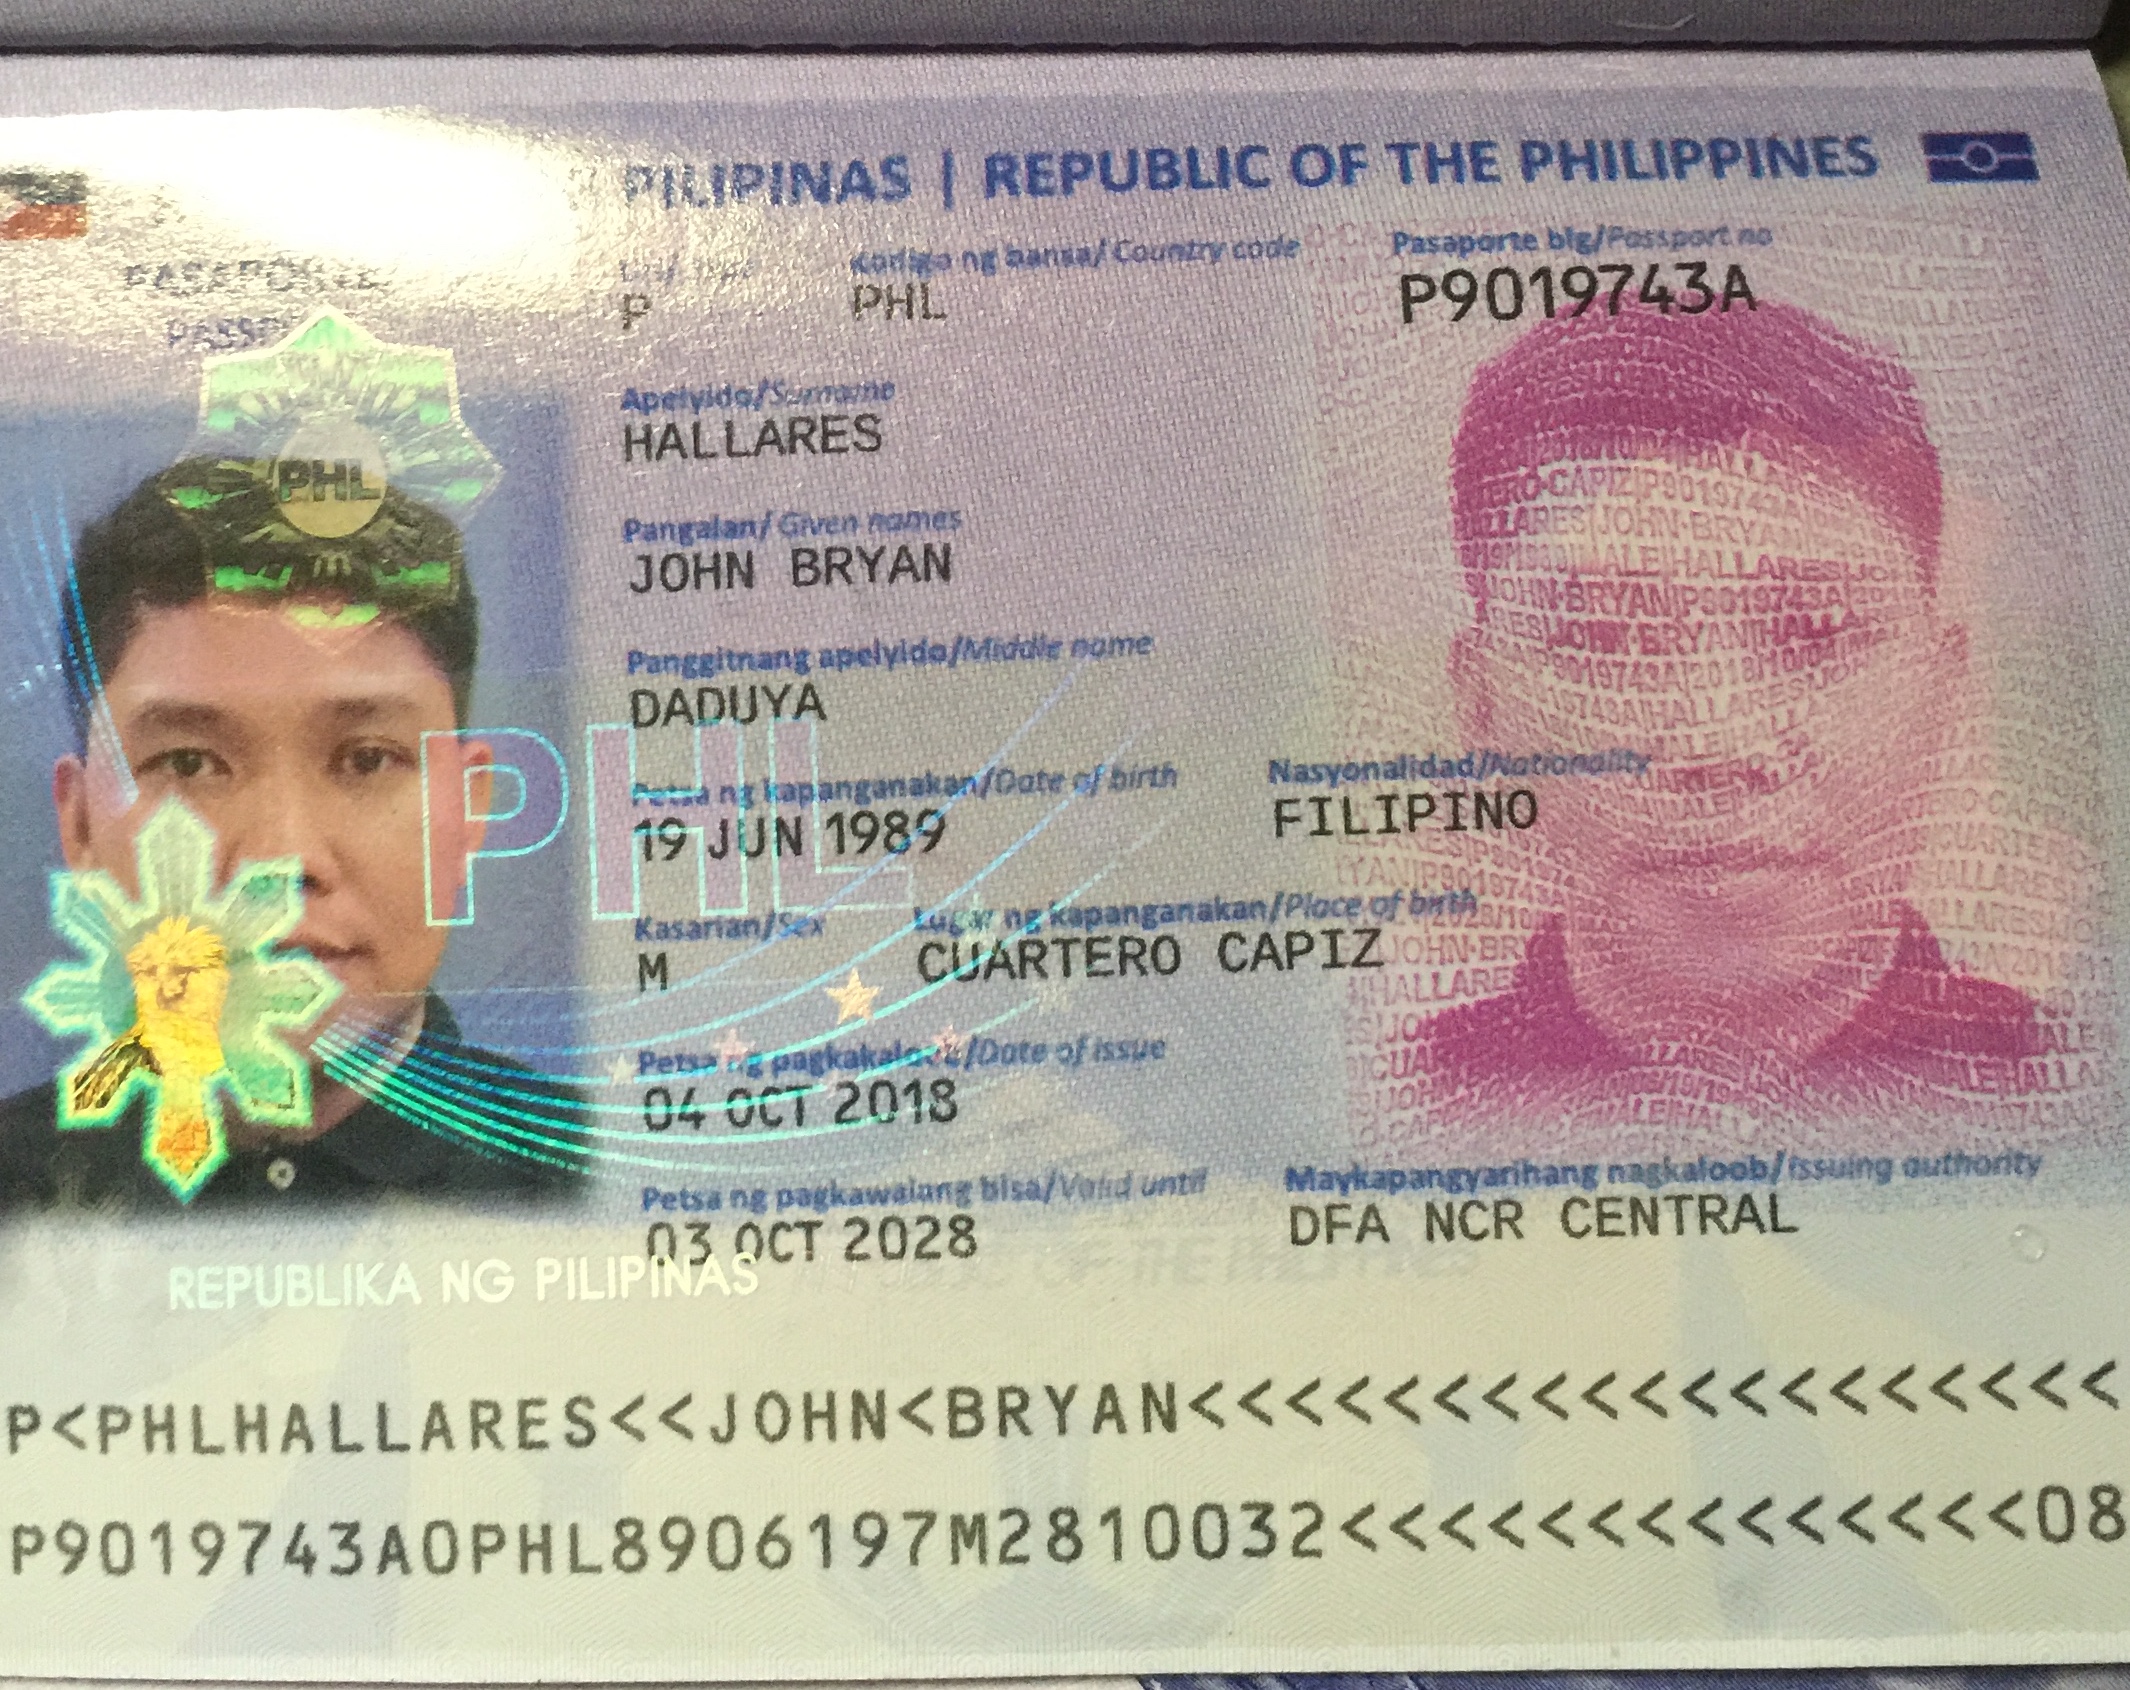 PILIPINAS | REPUBLIC OF THE PHILIPPINES
PASAPORTE
Kodigo ng bansa/Country code
Pasaporte blg/Passport no
P
PHL
P9019743A
Apelyido/Surname
HALLARES
PHL
Pangalan/Given names
JOHN BRYAN
Panggitnang apelyido/Middle name
DADUYA
PHL
Petsa ng kapanganakan/Date of birth
Nasyonalidad/Nationality
19 JUN 1989
FILIPINO
Kasarian/Sex
Lugar ng kapanganakan/Place of birth
M
CUARTERO CAPIZ
Petsa ng pagkakaloob/Date of issue
04 OCT 2018
Petsa ng pagkawalang bisa/Valid until
Maykapangyarihang nagkaloob/Issuing authority
03 OCT 2028
DFA NCR CENTRAL
REPUBLIKA NG PILIPINAS
P<PHLHALLARES<<JOHN<BRYAN<<<<<<<<<<<<<<<<<<<
P9019743A0PHL8906197M2810032<<<<<<<<<<<<<<08